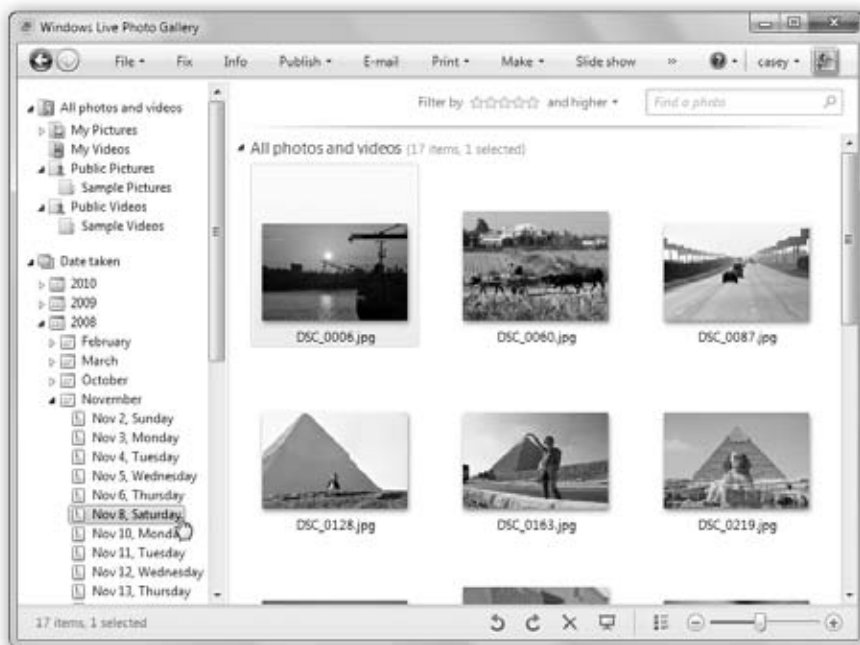 Windows Live Photo Gallery
File Fix Info Publish E-mail Print Make Slide show » casey
Filter by and higher Find a photo
All photos and videos
My Pictures
My Videos
Public Pictures
Sample Pictures
Public Videos
Sample Videos
Date taken
2010
2009
2008
February
March
October
November
Nov 2, Sunday
Nov 3, Monday
Nov 4, Tuesday
Nov 5, Wednesday
Nov 6, Thursday
Nov 8, Saturday
Nov 10, Monday
Nov 11, Tuesday
Nov 12, Wednesday
Nov 13, Thursday
All photos and videos (17 items, 1 selected)
DSC_0006.jpg
DSC_0060.jpg
DSC_0087.jpg
DSC_0128.jpg
DSC_0163.jpg
DSC_0219.jpg
17 items, 1 selected